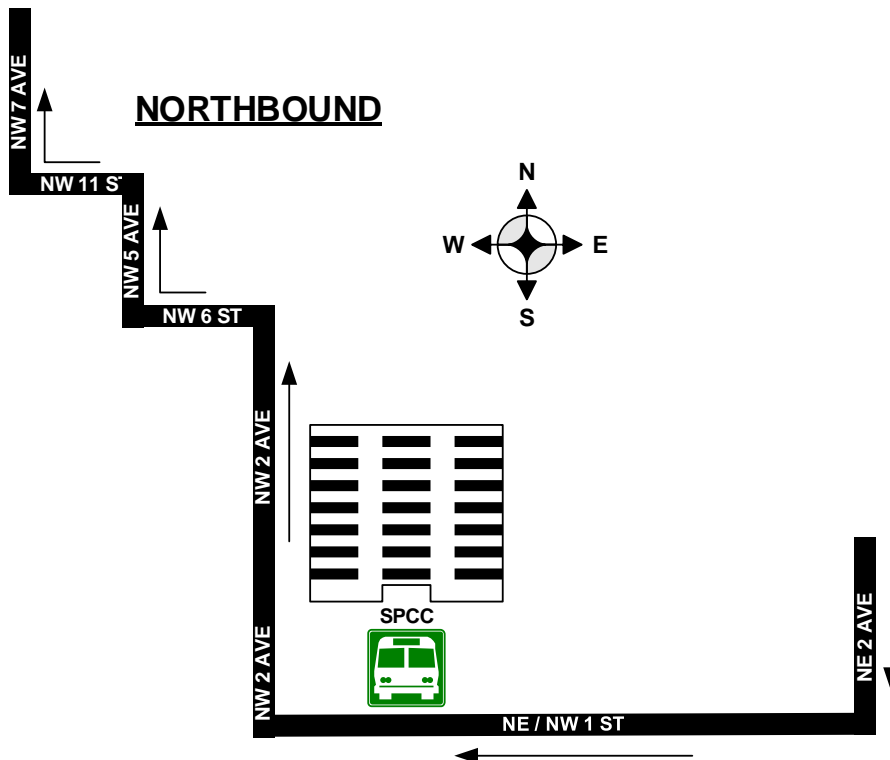 NW 7 AVE
NORTHBOUND
NW 11 ST
N
W
E
S
NW 5 AVE
NW 6 ST
NW 2 AVE
SPCC
NW 2 AVE
NE 2 AVE
NE / NW 1 ST